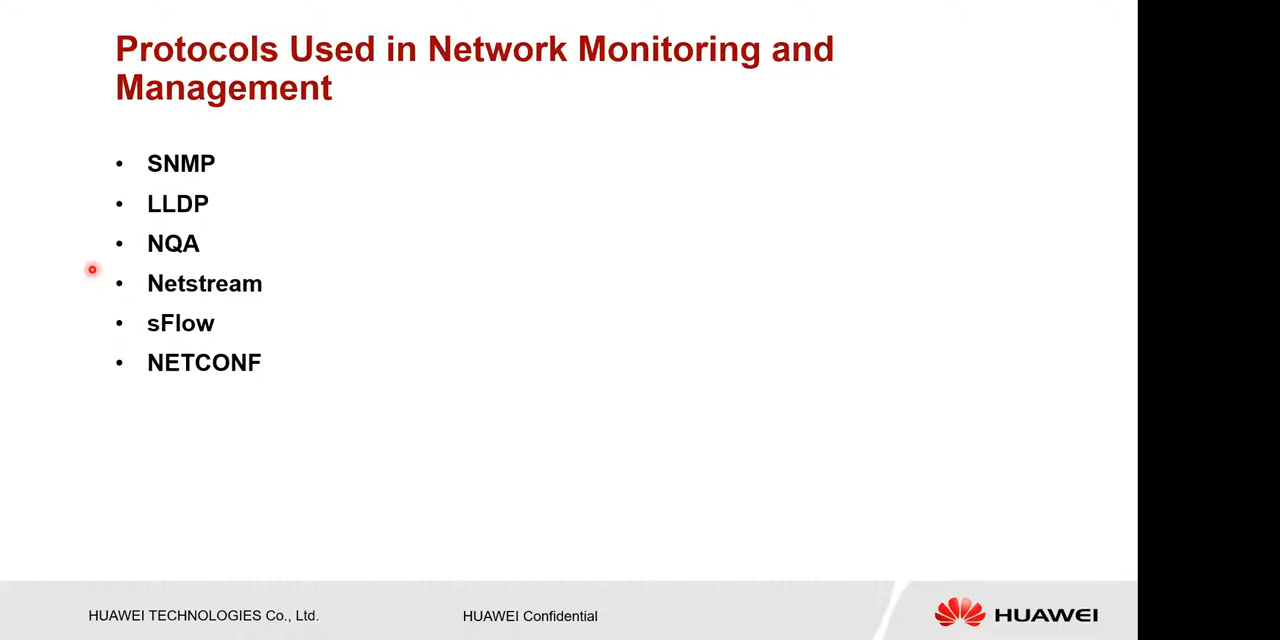 Protocols Used in Network Monitoring and
Management
• SNMP
• LLDP
• NQA
• Netstream
• sFlow
• NETCONF
HUAWEI TECHNOLOGIES Co., Ltd.
HUAWEI Confidential
HUAWEI